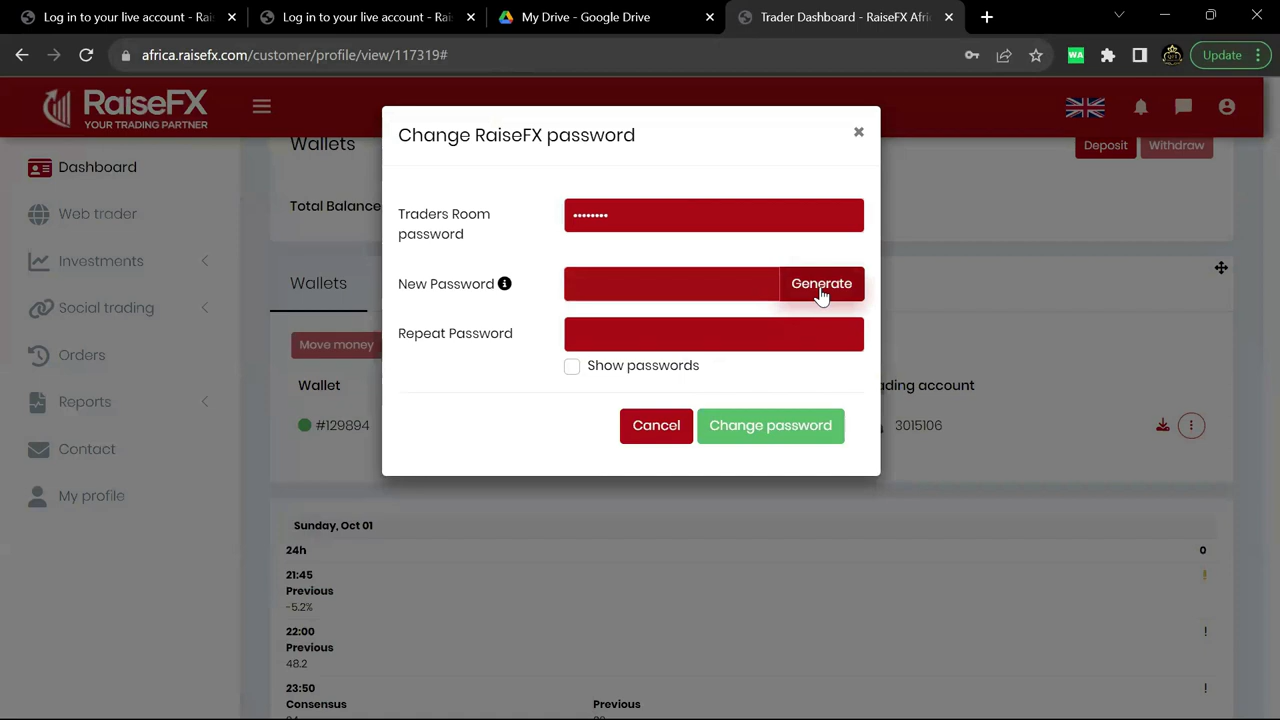 Log in to your live account - Rai
Log in to your live account - Rai
My Drive - Google Drive
Trader Dashboard - RaiseFX Afri
africa.raisefx.com/customer/profile/view/117319#
WA
Update
RaiseFX
YOUR TRADING PARTNER
Change RaiseFX password
Wallets
Deposit
Withdraw
Dashboard
Total Balance
Traders Room
password
••••••••
Web trader
Investments
Wallets
New Password
Generate
Social trading
Repeat Password
Move money
Orders
Show passwords
Wallet
ading account
Reports
#129894
Cancel
Change password
3015106
Contact
My profile
Sunday, Oct 01
24h
0
21:45
!
Previous
-5.2%
22:00
!
Previous
48.2
23:50
!
Consensus
Previous